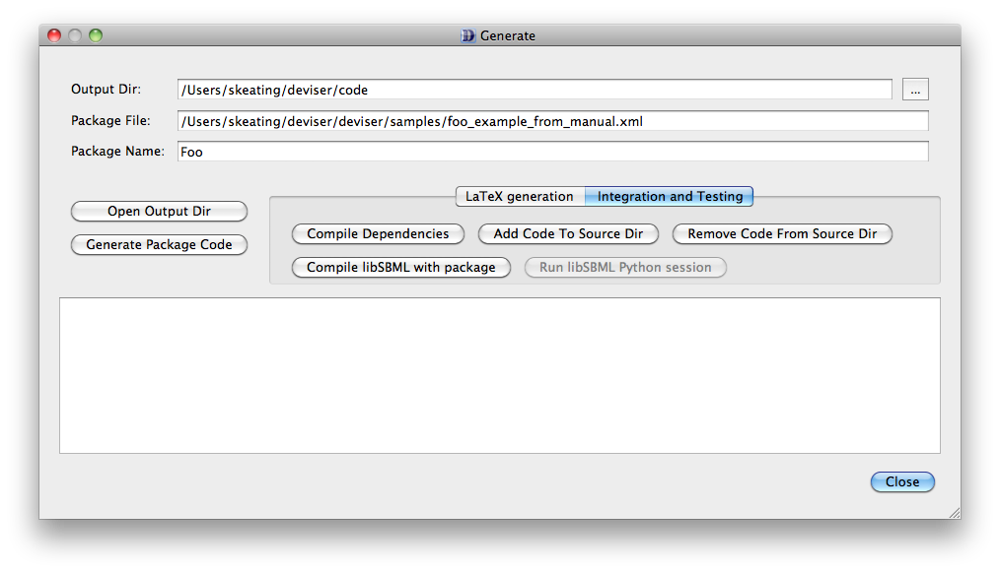 Generate
Output Dir: /Users/skeating/deviser/code ...
Package File: /Users/skeating/deviser/deviser/samples/foo_example_from_manual.xml
Package Name: Foo
LaTeX generation Integration and Testing
Open Output Dir
Generate Package Code
Compile Dependencies Add Code To Source Dir Remove Code From Source Dir
Compile libSBML with package Run libSBML Python session
Close